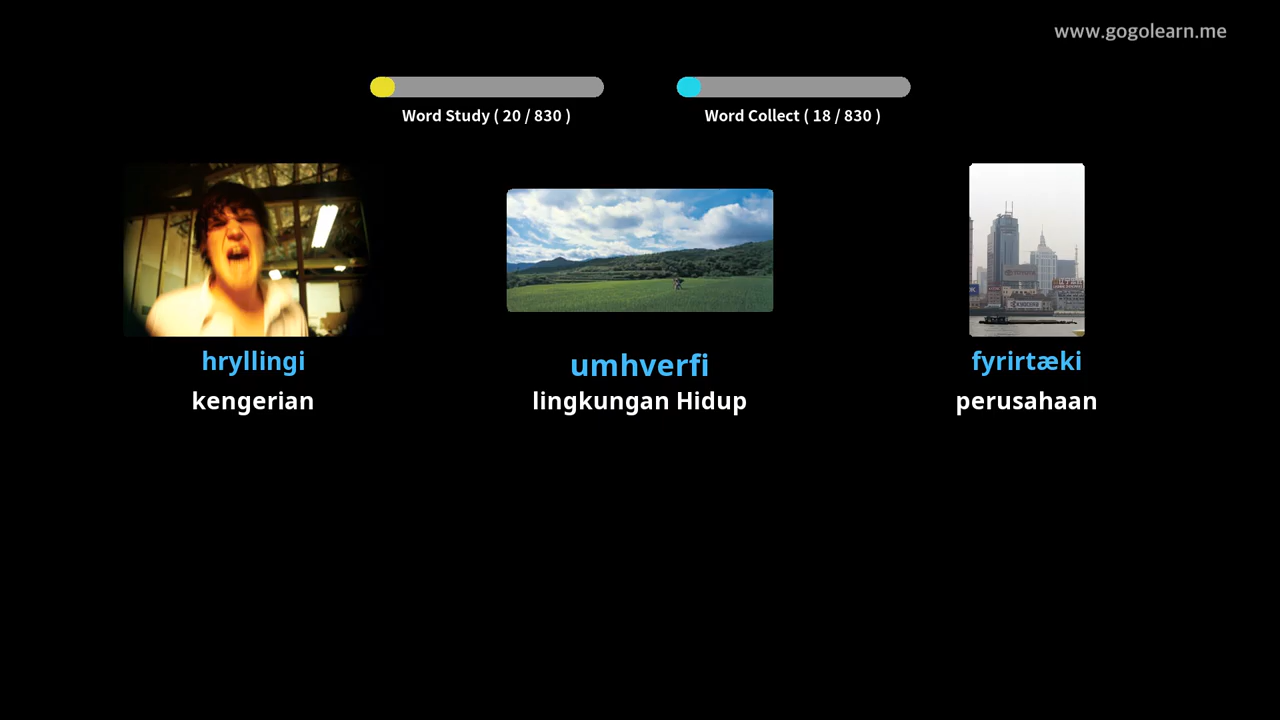 www.gogolearn.me
Word Study ( 20 / 830 )
Word Collect ( 18 / 830 )
hryllingi
umhverfi
fyrirtæki
kengerian
lingkungan Hidup
perusahaan